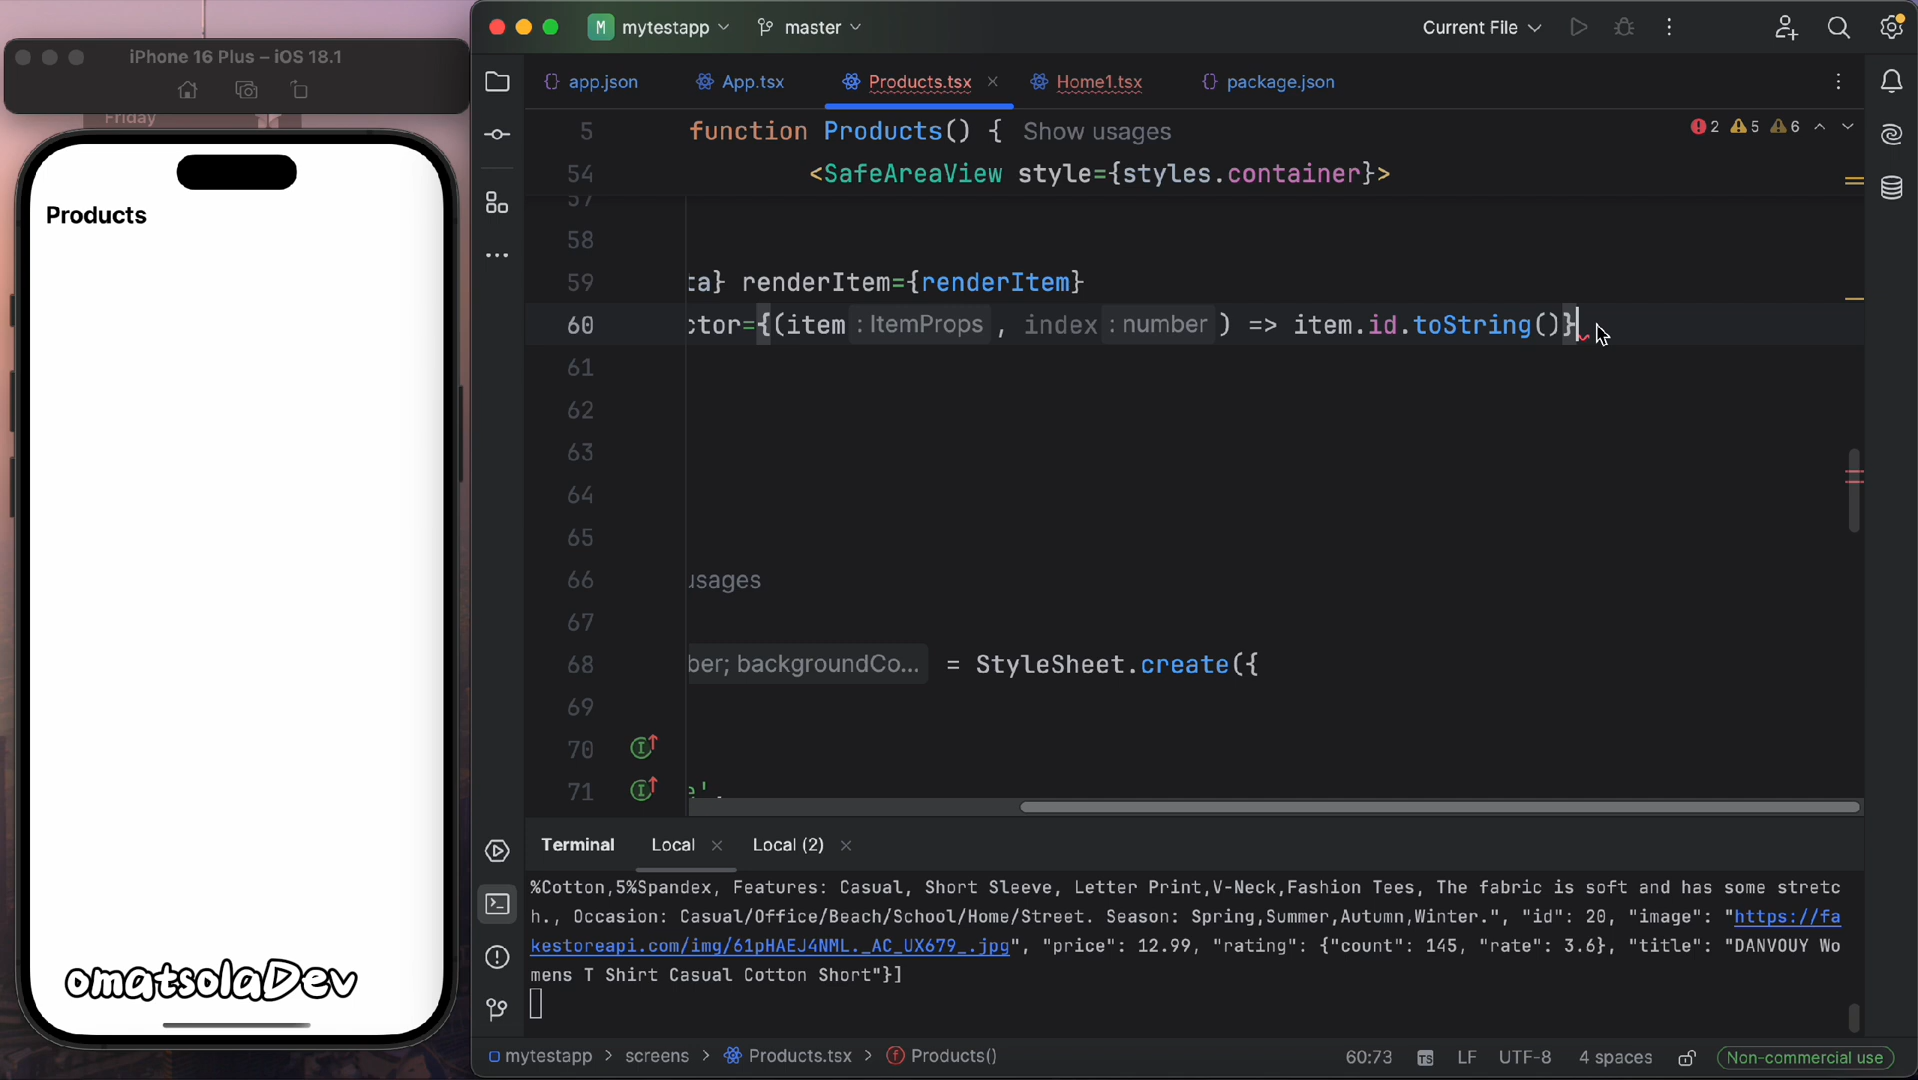 iPhone 16 Plus – iOS 18.1
Friday
Products
omatsolaDev
M mytestapp
master
Current File
app.json
App.tsx
Products.tsx
Home1.tsx
package.json
5 function Products() { Show usages
2 5 6
54 <SafeAreaView style={styles.container}>
57
58
59 ta} renderItem={renderItem}
60 ctor={(item : ItemProps , index : number ) => item.id.toString()}
61
62
63
64
65
66 usages
67
68 ber; backgroundCo... = StyleSheet.create({
69
70
71 e',
Terminal Local Local (2)
%Cotton,5%Spandex, Features: Casual, Short Sleeve, Letter Print,V-Neck,Fashion Tees, The fabric is soft and has some stretc
h., Occasion: Casual/Office/Beach/School/Home/Street. Season: Spring,Summer,Autumn,Winter.", "id": 20, "image": "https://fa
kestoreapi.com/img/61pHAEJ4NML._AC_UX679_.jpg", "price": 12.99, "rating": {"count": 145, "rate": 3.6}, "title": "DANVOUY Wo
mens T Shirt Casual Cotton Short"}]
mytestapp > screens > Products.tsx > Products()
60:73 TS LF UTF-8 4 spaces Non-commercial use